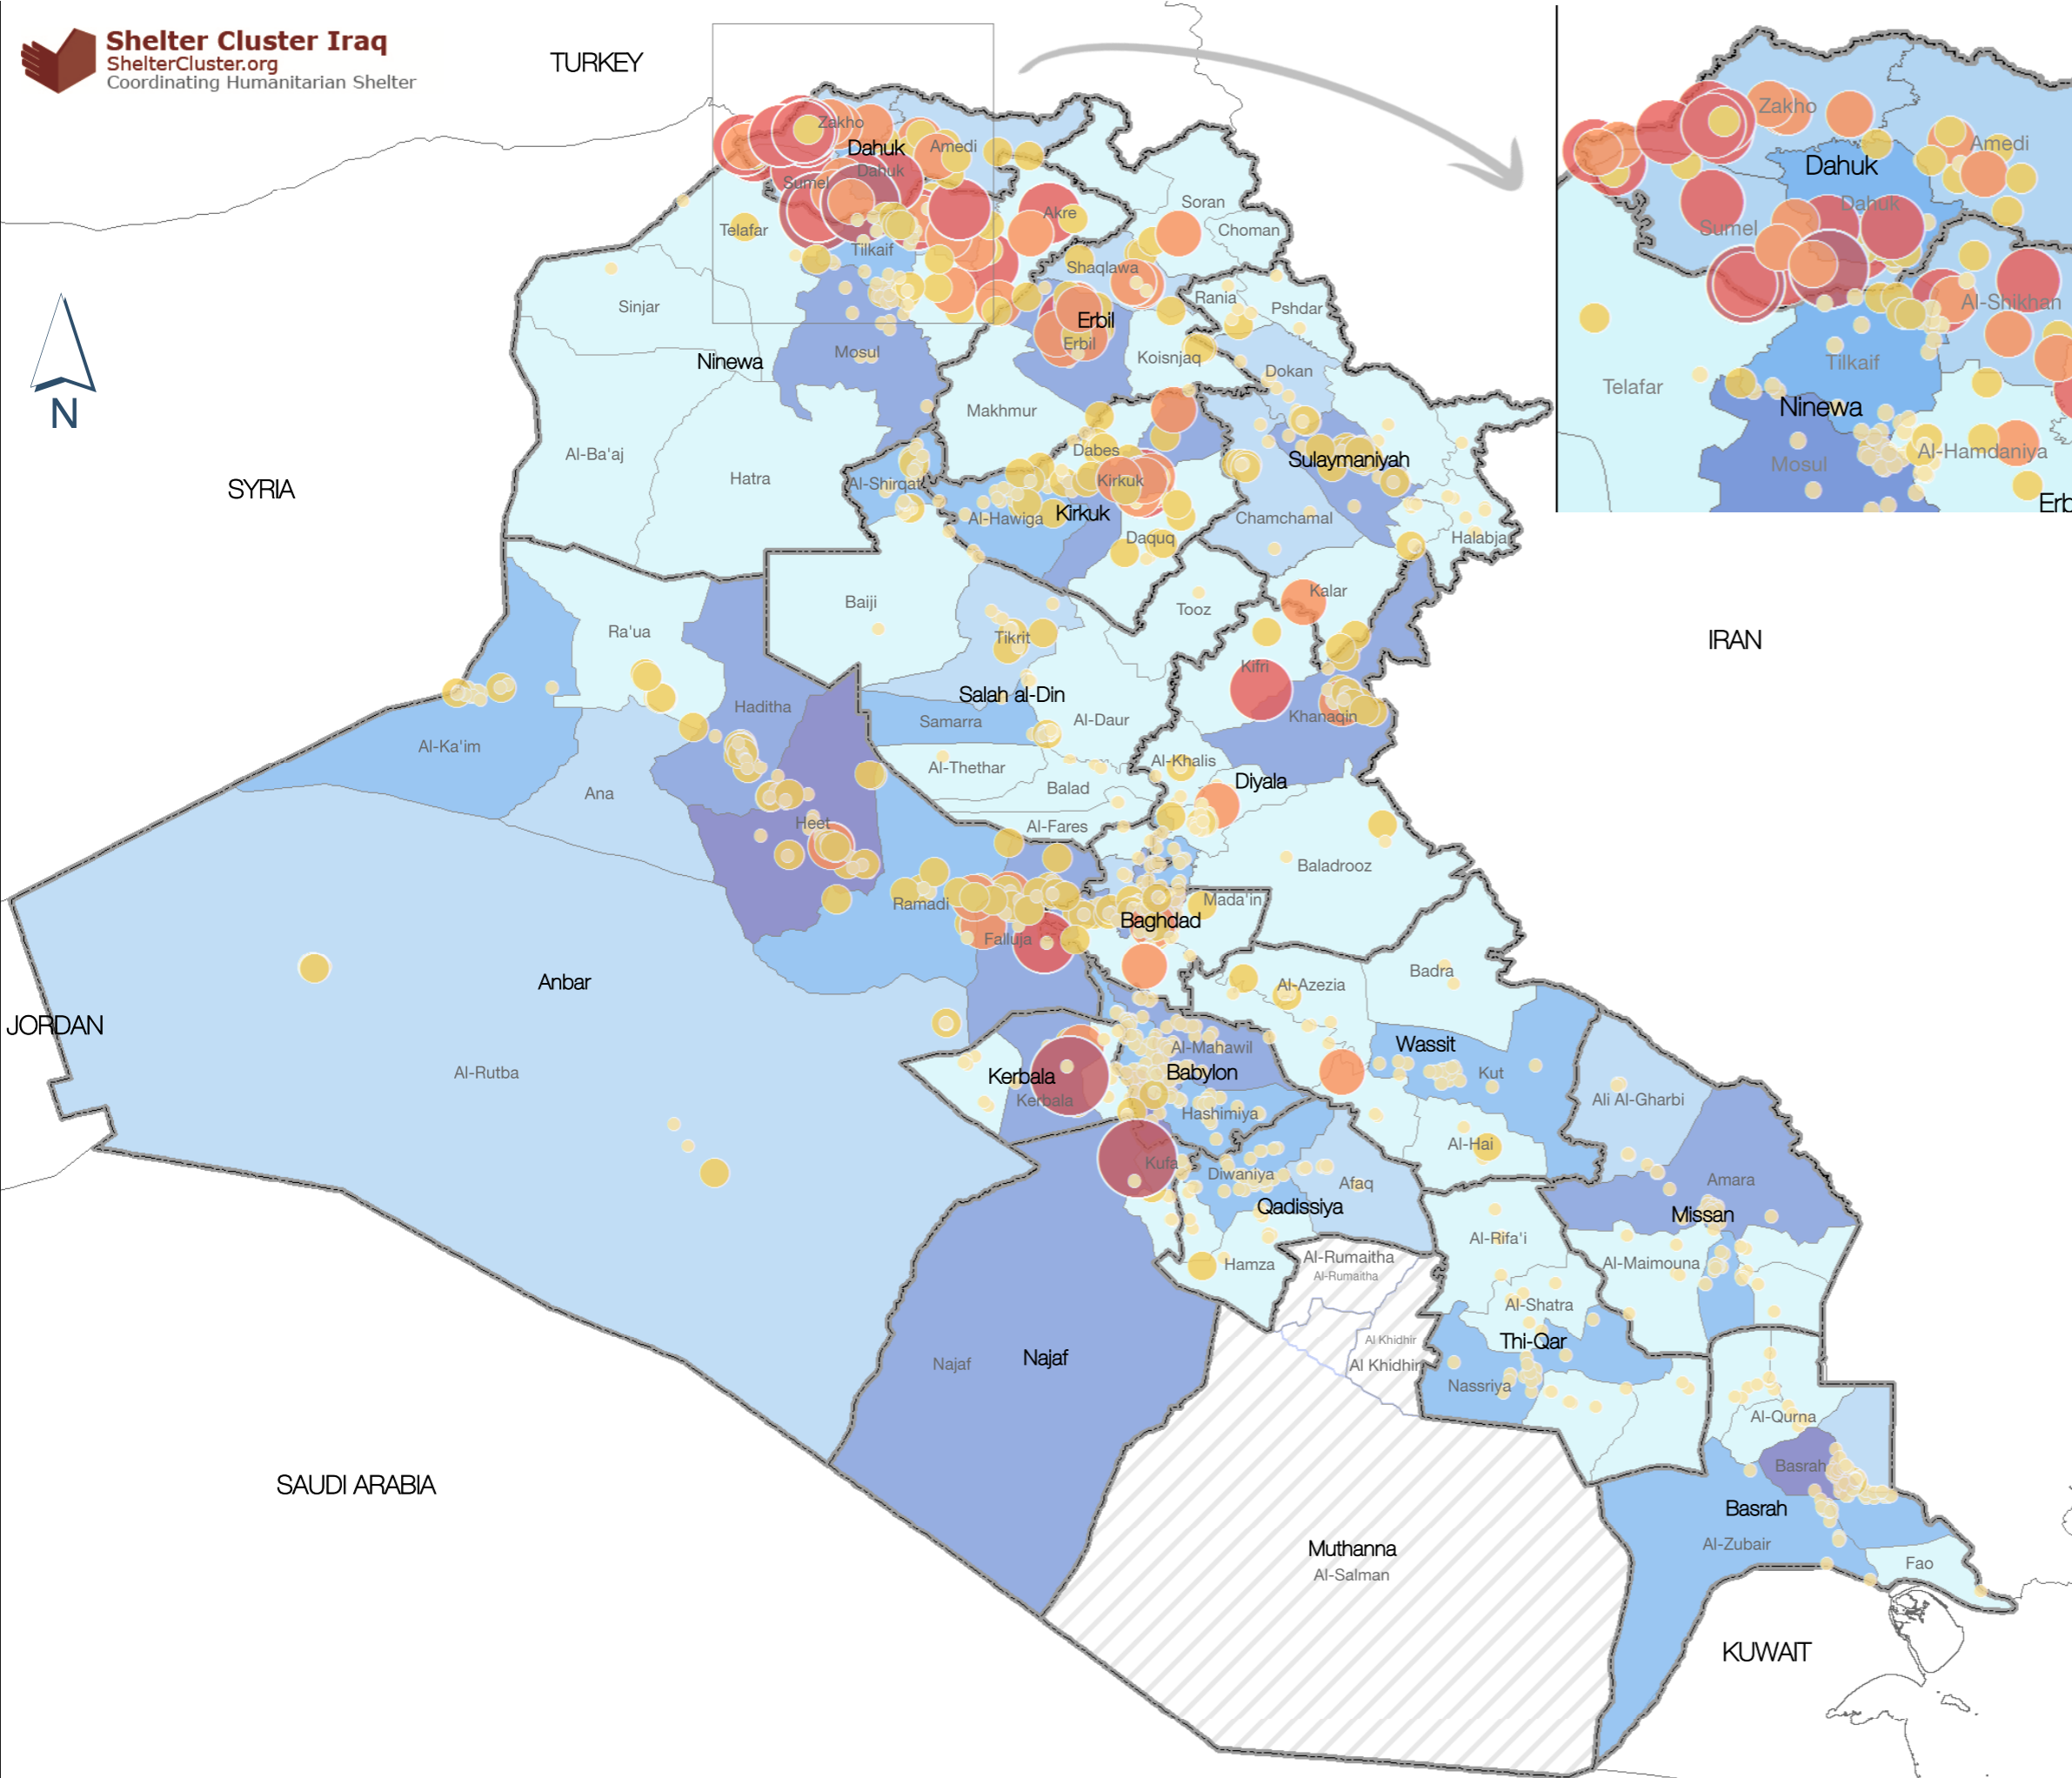 Shelter Cluster Iraq
ShelterCluster.org
Coordinating Humanitarian Shelter
TURKEY
Zakho
Dahuk
Amedi
Dahuk
Sumel
Akre
Soran
Telafar
Choman
Tilkaif
Shaqlawa
Rania
Pshdar
Sinjar
Erbil
Erbil
Mosul
Koisnjaq
Ninewa
Dokan
N
Makhmur
Al-Ba'aj
Dabes
Sulaymaniyah
Hatra
Al-Shirqat
Kirkuk
SYRIA
Al-Hawiga
Kirkuk
Chamchamal
Daquq
Halabja
Baiji
Tooz
Kalar
Ra'ua
Tikrit
IRAN
Kifri
Salah al-Din
Haditha
Khanaqin
Samarra
Al-Daur
Al-Ka'im
Al-Khalis
Al-Thethar
Diyala
Ana
Balad
Heet
Al-Fares
Baladrooz
Ramadi
Mada'in
Baghdad
Falluja
Badra
Anbar
Al-Azezia
JORDAN
Wassit
Al-Mahawil
Al-Rutba
Kerbala
Babylon
Kut
Kerbala
Hashimiya
Ali Al-Gharbi
Al-Hai
Kufa
Diwaniya
Afaq
Amara
Qadissiya
Missan
Al-Rifa'i
Al-Rumaitha
Al-Rumaitha
Hamza
Al-Maimouna
Al-Shatra
Al Khidhir
Thi-Qar
Najaf
Najaf
Al Khidhir
Nassriya
Al-Qurna
Basrah
SAUDI ARABIA
Basrah
Al-Zubair
Muthanna
Al-Salman
Fao
KUWAIT
Zakho
Amedi
Dahuk
Dahuk
Sumel
Al-Shikhan
Tilkaif
Telafar
Ninewa
Mosul
Al-Hamdaniya
Erb